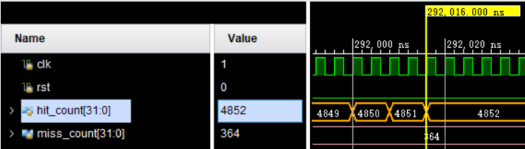 292,016.000 ns
Name Value
292,000 ns 292,020 ns
clk 1
rst 0
hit_count[31:0] 4852 4849 4850 4851 4852
miss_count[31:0] 364 364